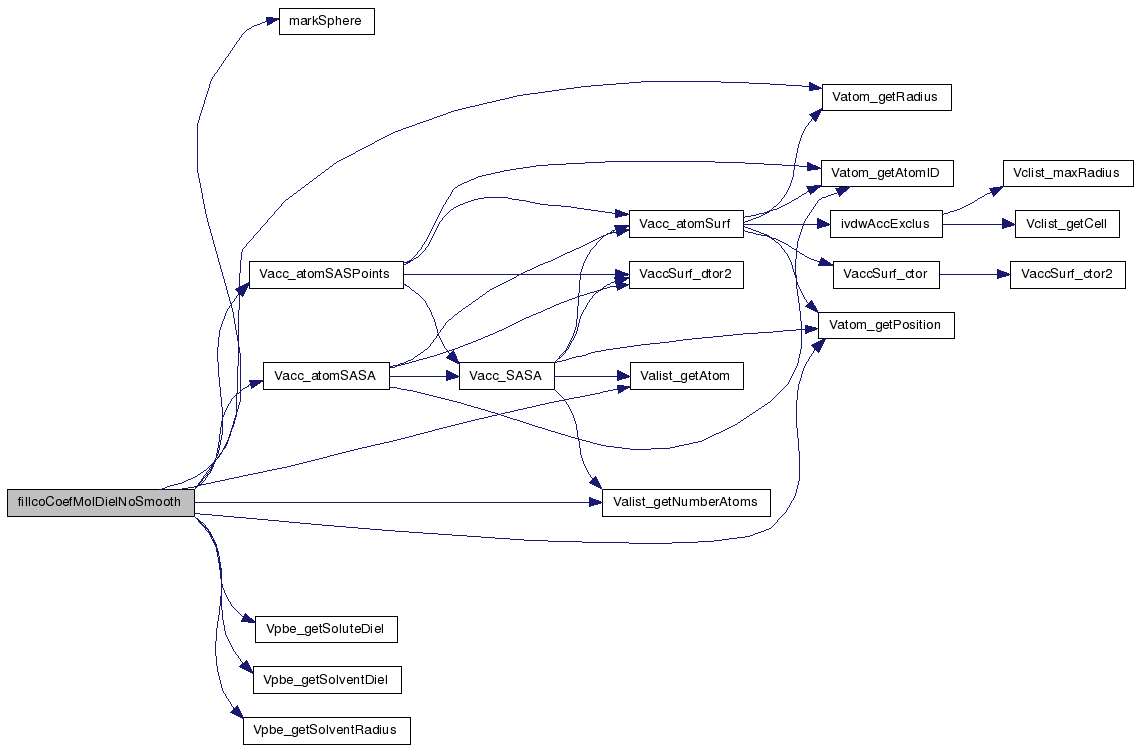 markSphere
Vatom_getRadius
Vatom_getAtomID
Vclist_maxRadius
Vacc_atomSurf
ivdwAccExclus
Vclist_getCell
Vacc_atomSASPoints
VaccSurf_dtor2
VaccSurf_ctor
VaccSurf_ctor2
Vatom_getPosition
Vacc_atomSASA
Vacc_SASA
Valist_getAtom
fillcoCoefMolDielNoSmooth
Valist_getNumberAtoms
Vpbe_getSoluteDiel
Vpbe_getSolventDiel
Vpbe_getSolventRadius